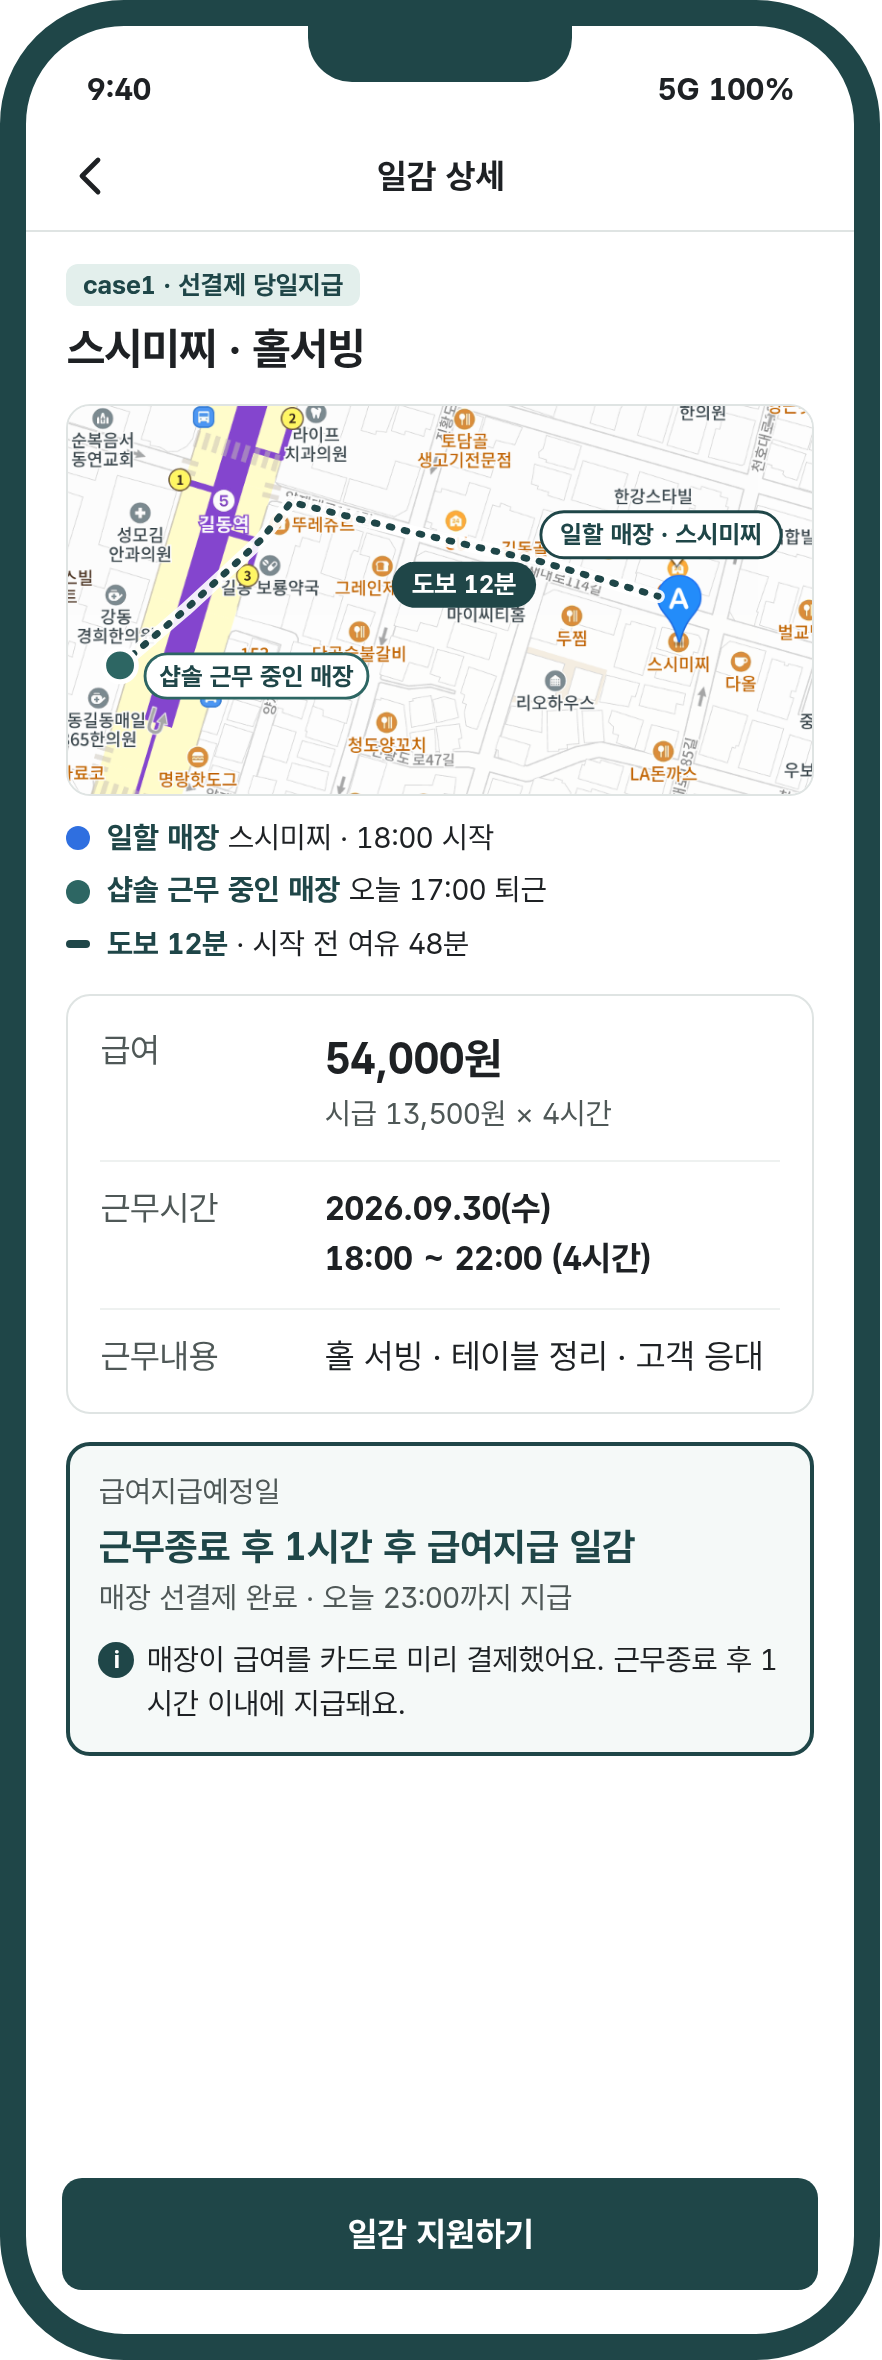 9:40
5G 100%
일감 상세
case1 · 선결제 당일지급
스시미찌 · 홀서빙
한의원
순복음서
동연교회
2
라이프
치과의원
토담골
생고기전문점
천호대로
1
5
길동역
한강스타빌
뚜레쥬르
일할 매장 · 스시미찌
성모김
안과의원
3
길동 보룡약국
도보 12분
A
스빌
강동
마이씨티홈
두찜
스시미찌
다올
샵솔 근무 중인 매장
리오하우스
동길동매일
365한의원
청도양꼬치
로47길
LA돈까스
명랑핫도그
일할 매장 스시미찌 · 18:00 시작
샵솔 근무 중인 매장 오늘 17:00 퇴근
도보 12분 · 시작 전 여유 48분
급여
54,000원
시급 13,500원 × 4시간
근무시간
2026.09.30(수)
18:00 ~ 22:00 (4시간)
근무내용
홀 서빙 · 테이블 정리 · 고객 응대
급여지급예정일
근무종료 후 1시간 후 급여지급 일감
매장 선결제 완료 · 오늘 23:00까지 지급
i
매장이 급여를 카드로 미리 결제했어요. 근무종료 후 1
시간 이내에 지급돼요.
일감 지원하기